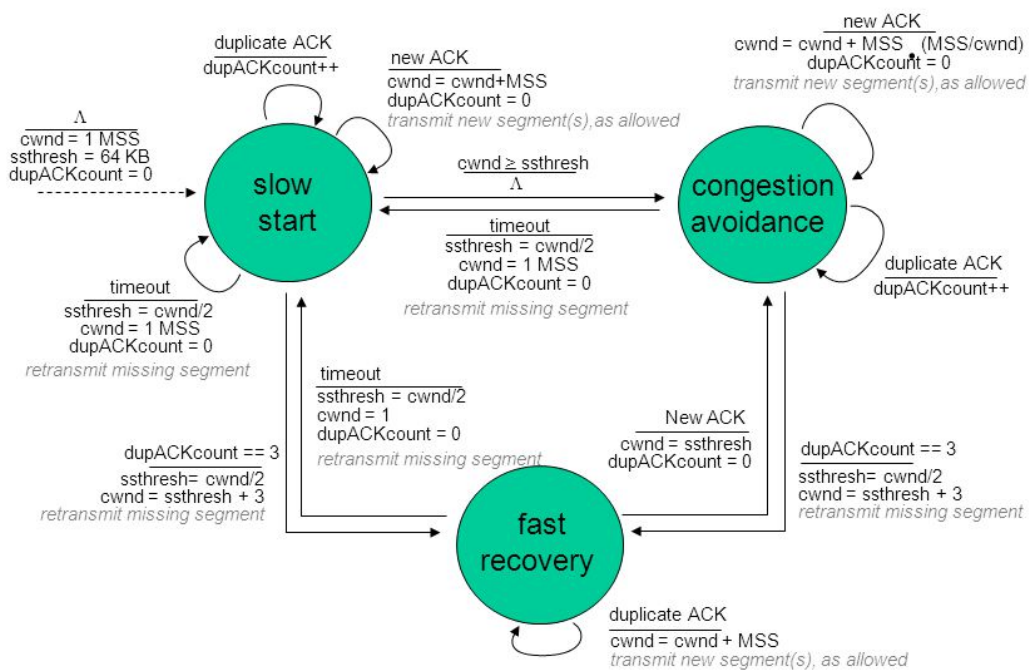 duplicate ACK
dupACKcount++
new ACK
cwnd = cwnd+MSS
dupACKcount = 0
transmit new segment(s),as allowed
new ACK
cwnd = cwnd + MSS • (MSS/cwnd)
dupACKcount = 0
transmit new segment(s), as allowed
Λ
cwnd = 1 MSS
ssthresh = 64 KB
dupACKcount = 0
slow
start
cwnd ≥ ssthresh
Λ
congestion
avoidance
timeout
ssthresh = cwnd/2
cwnd = 1 MSS
dupACKcount = 0
retransmit missing segment
duplicate ACK
dupACKcount++
timeout
ssthresh = cwnd/2
cwnd = 1 MSS
dupACKcount = 0
retransmit missing segment
timeout
ssthresh = cwnd/2
cwnd = 1
dupACKcount = 0
retransmit missing segment
New ACK
cwnd = ssthresh
dupACKcount = 0
dupACKcount == 3
ssthresh= cwnd/2
cwnd = ssthresh + 3
retransmit missing segment
dupACKcount == 3
ssthresh= cwnd/2
cwnd = ssthresh + 3
retransmit missing segment
fast
recovery
duplicate ACK
cwnd = cwnd + MSS
transmit new segment(s), as allowed